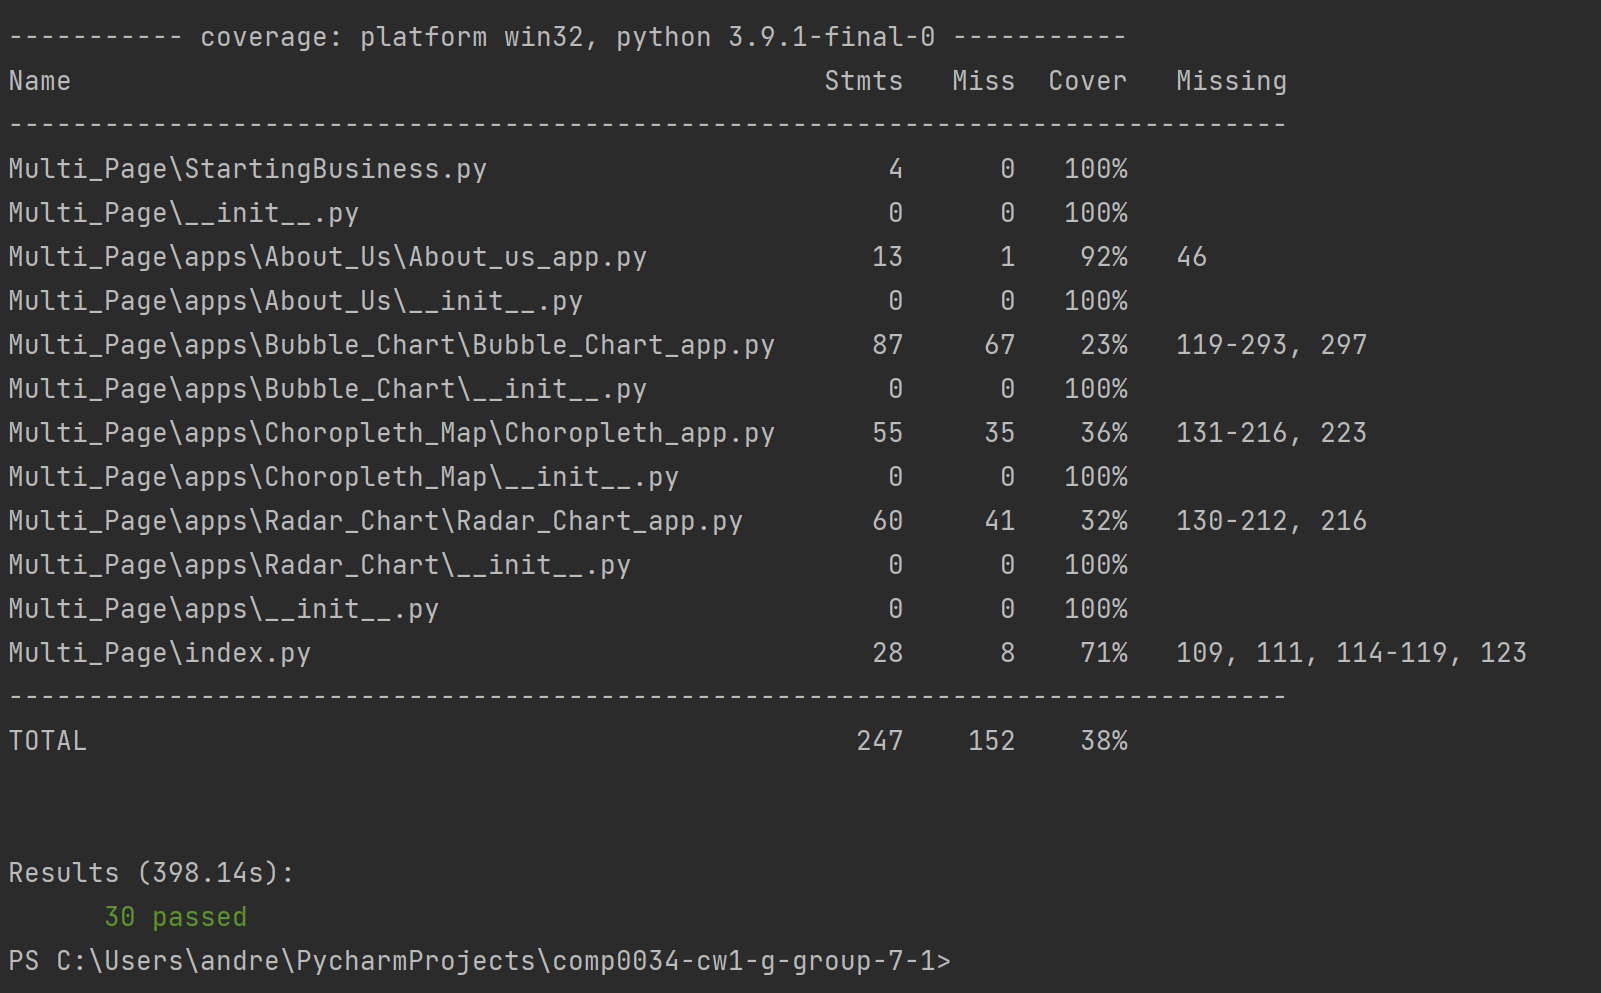 ----------- coverage: platform win32, python 3.9.1-final-0 -----------
Name                                                   Stmts   Miss  Cover   Missing
--------------------------------------------------------------------------------
Multi_Page\StartingBusiness.py                             4      0   100%
Multi_Page\__init__.py                                     0      0   100%
Multi_Page\apps\About_Us\About_us_app.py                  13      1    92%   46
Multi_Page\apps\About_Us\__init__.py                       0      0   100%
Multi_Page\apps\Bubble_Chart\Bubble_Chart_app.py          87     67    23%   119-293, 297
Multi_Page\apps\Bubble_Chart\__init__.py                   0      0   100%
Multi_Page\apps\Choropleth_Map\Choropleth_app.py          55     35    36%   131-216, 223
Multi_Page\apps\Choropleth_Map\__init__.py                 0      0   100%
Multi_Page\apps\Radar_Chart\Radar_Chart_app.py            60     41    32%   130-212, 216
Multi_Page\apps\Radar_Chart\__init__.py                    0      0   100%
Multi_Page\apps\__init__.py                                0      0   100%
Multi_Page\index.py                                       28      8    71%   109, 111, 114-119, 123
--------------------------------------------------------------------------------
TOTAL                                                    247    152    38%
Results (398.14s):
      30 passed
PS C:\Users\andre\PycharmProjects\comp0034-cw1-g-group-7-1>